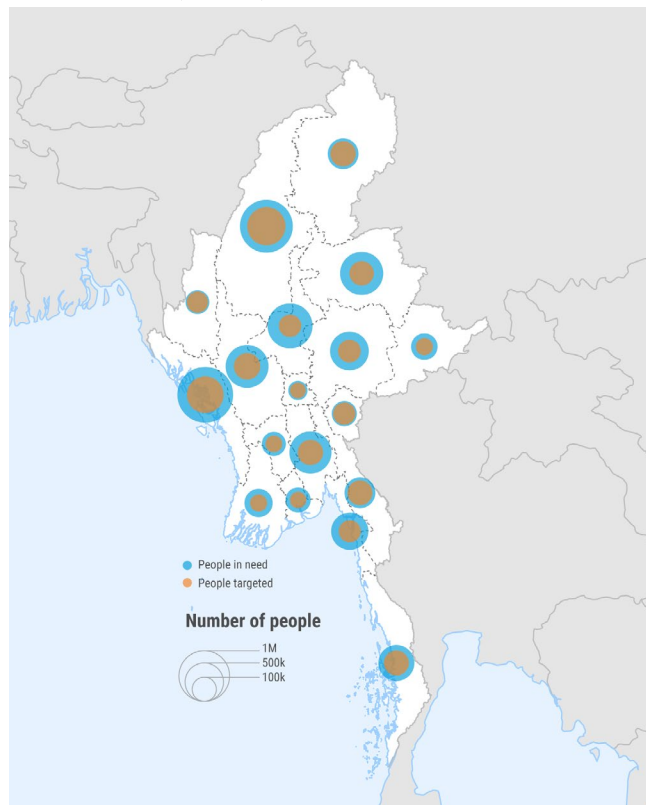 People in need
People targeted
Number of people
1M
500k
100k